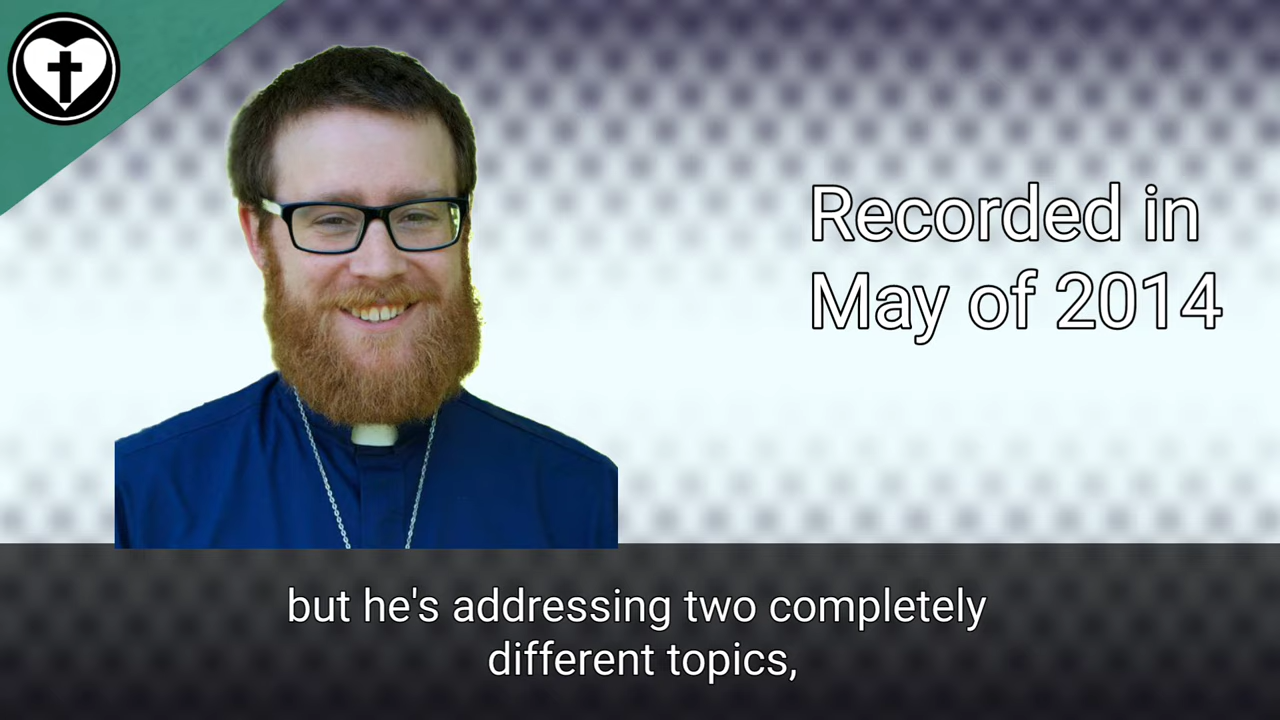 Recorded in
May of 2014
but he's addressing two completely
different topics,